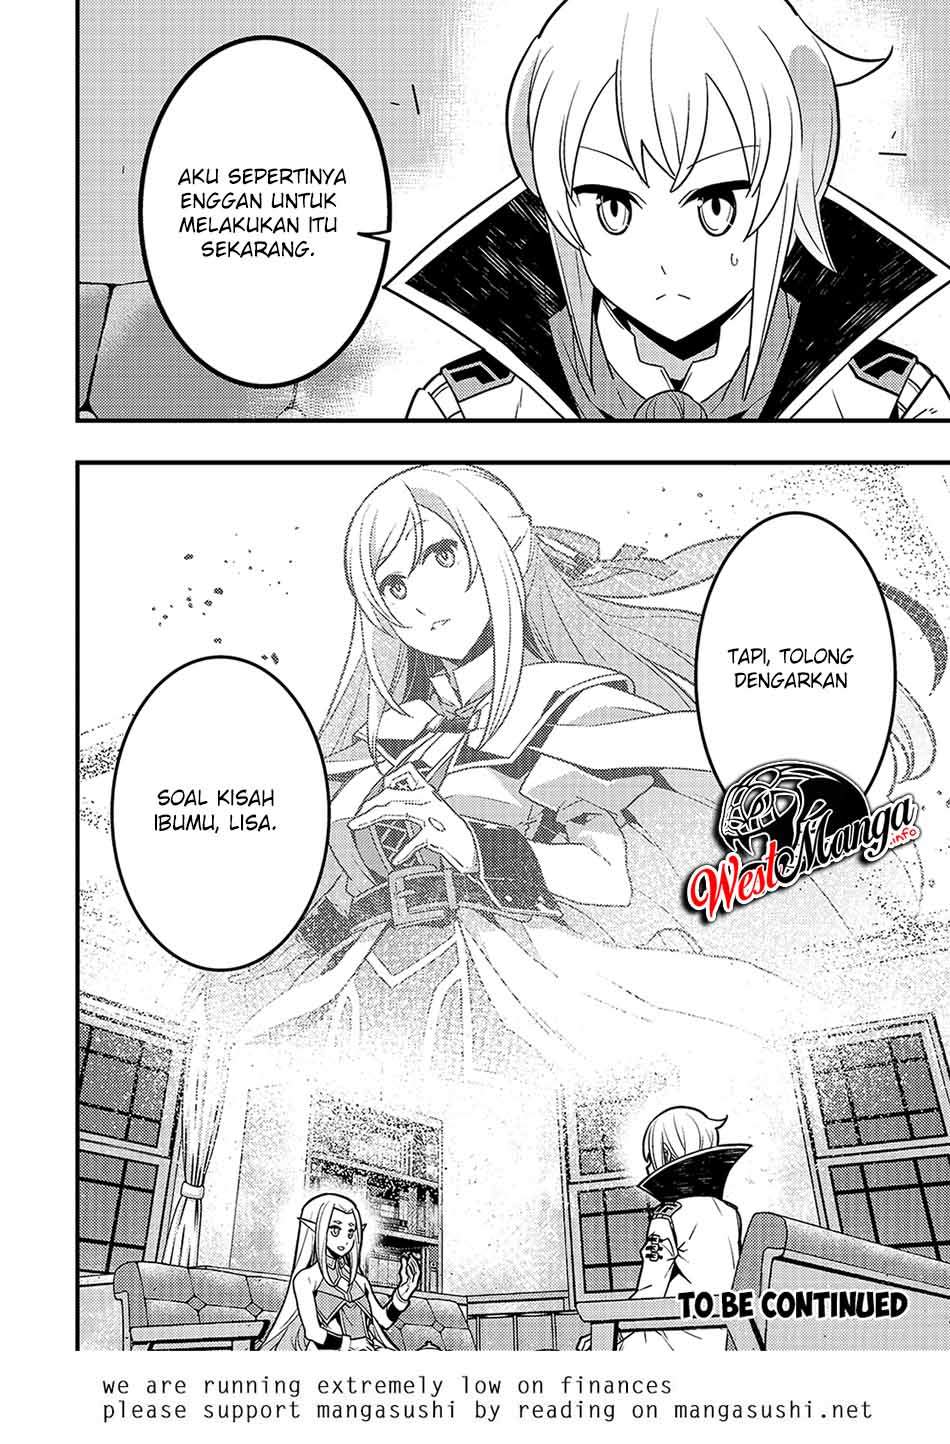 AKU SEPERTINYA
ENGGAN UNTUK
MELAKUKAN ITU
SEKARANG.
TAPI, TOLONG
DENGARKAN
SOAL KISAH
IBUMU, LISA.
WestManga
.info
TO BE CONTINUED
we are running extremely low on finances
please support mangasushi by reading on mangasushi.net